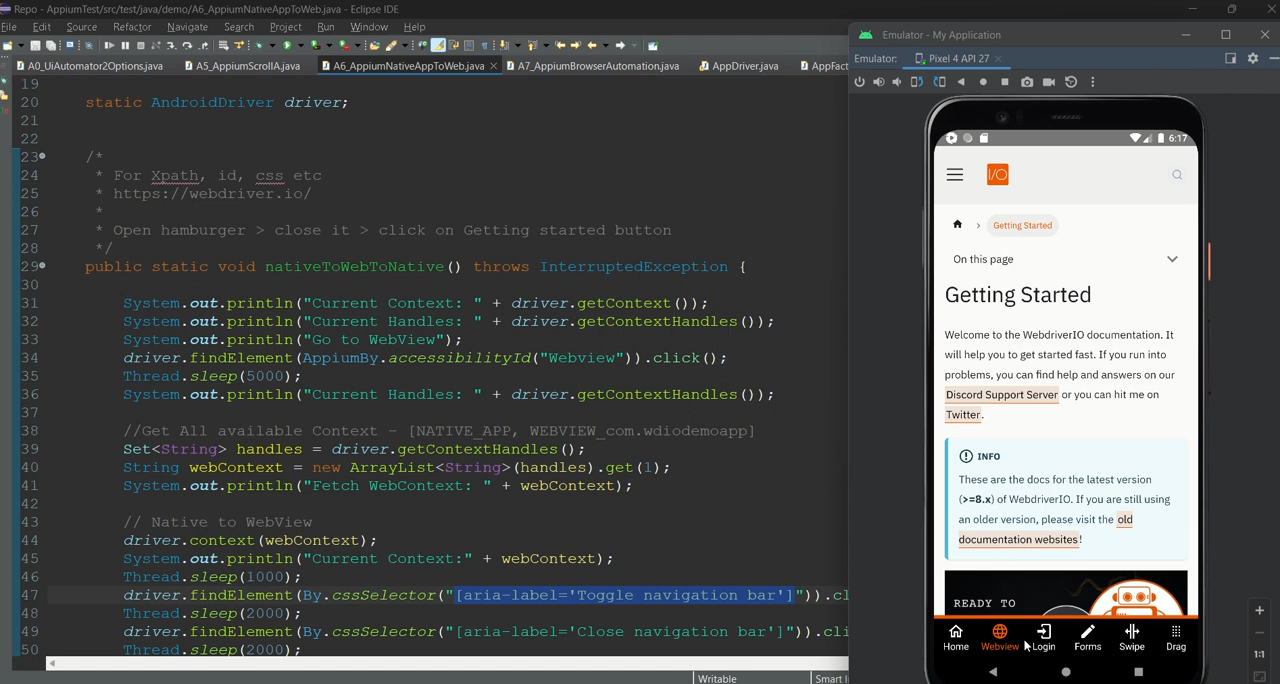 Repo - AppiumTest/src/test/java/demo/A6_AppiumNativeAppToWeb.java - Eclipse IDE
File Edit Source Refactor Navigate Search Project Run Window Help
A0_UiAutomator2Options.java A5_AppiumScrollA.java A6_AppiumNativeAppToWeb.java A7_AppiumBrowserAutomation.java AppDriver.java AppFact
19
20 static AndroidDriver driver;
21
22
23 /*
24 * For Xpath, id, css etc
25 * https://webdriver.io/
26 *
27 * Open hamburger > close it > click on Getting started button
28 */
29 public static void nativeToWebToNative() throws InterruptedException {
30
31 System.out.println("Current Context: " + driver.getContext());
32 System.out.println("Current Handles: " + driver.getContextHandles());
33 System.out.println("Go to WebView");
34 driver.findElement(AppiumBy.accessibilityId("Webview")).click();
35 Thread.sleep(5000);
36 System.out.println("Current Handles: " + driver.getContextHandles());
37
38 //Get All available Context - [NATIVE_APP, WEBVIEW_com.wdiodemoapp]
39 Set<String> handles = driver.getContextHandles();
40 String webContext = new ArrayList<String>(handles).get(1);
41 System.out.println("Fetch WebContext: " + webContext);
42
43 // Native to WebView
44 driver.context(webContext);
45 System.out.println("Current Context:" + webContext);
46 Thread.sleep(1000);
47 driver.findElement(By.cssSelector("[aria-label='Toggle navigation bar']")).cl
48 Thread.sleep(2000);
49 driver.findElement(By.cssSelector("[aria-label='Close navigation bar']")).cli
50 Thread.sleep(2000);
Writable Smart I
Emulator - My Application
Emulator: Pixel 4 API 27
6:17
I/O
Getting Started
On this page
Getting Started
Welcome to the WebdriverIO documentation. It
will help you to get started fast. If you run into
problems, you can find help and answers on our
Discord Support Server or you can hit me on
Twitter.
INFO
These are the docs for the latest version
(>=8.x) of WebdriverIO. If you are still using
an older version, please visit the old
documentation websites!
READY TO
Home Webview Login Forms Swipe Drag
1:1